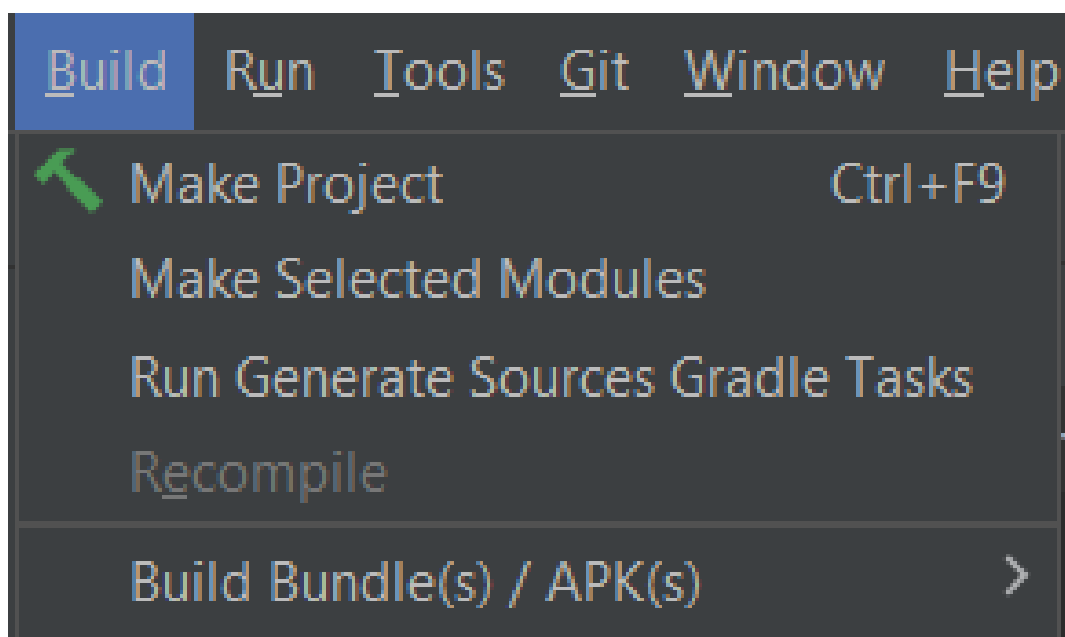 Build Run Tools Git Window Help
Make Project Ctrl+F9
Make Selected Modules
Run Generate Sources Gradle Tasks
Recompile
Build Bundle(s) / APK(s)